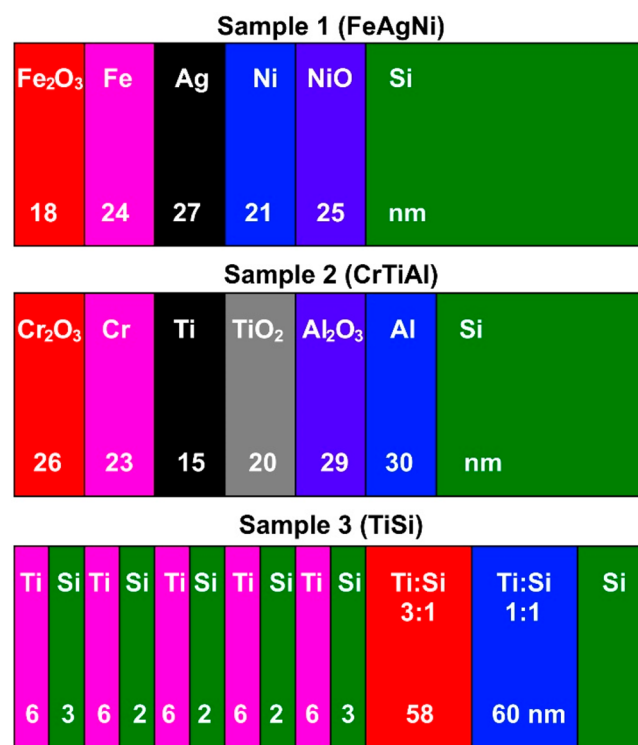 Sample 1 (FeAgNi)
Fe₂O₃ Fe Ag Ni NiO Si
18 24 27 21 25 nm
Sample 2 (CrTiAl)
Cr₂O₃ Cr Ti TiO₂ Al₂O₃ Al Si
26 23 15 20 29 30 nm
Sample 3 (TiSi)
Ti Si Ti Si Ti Si Ti Si Ti Si Ti:Si Ti:Si Si
3:1 1:1
6 3 6 2 6 2 6 2 6 3 58 60 nm